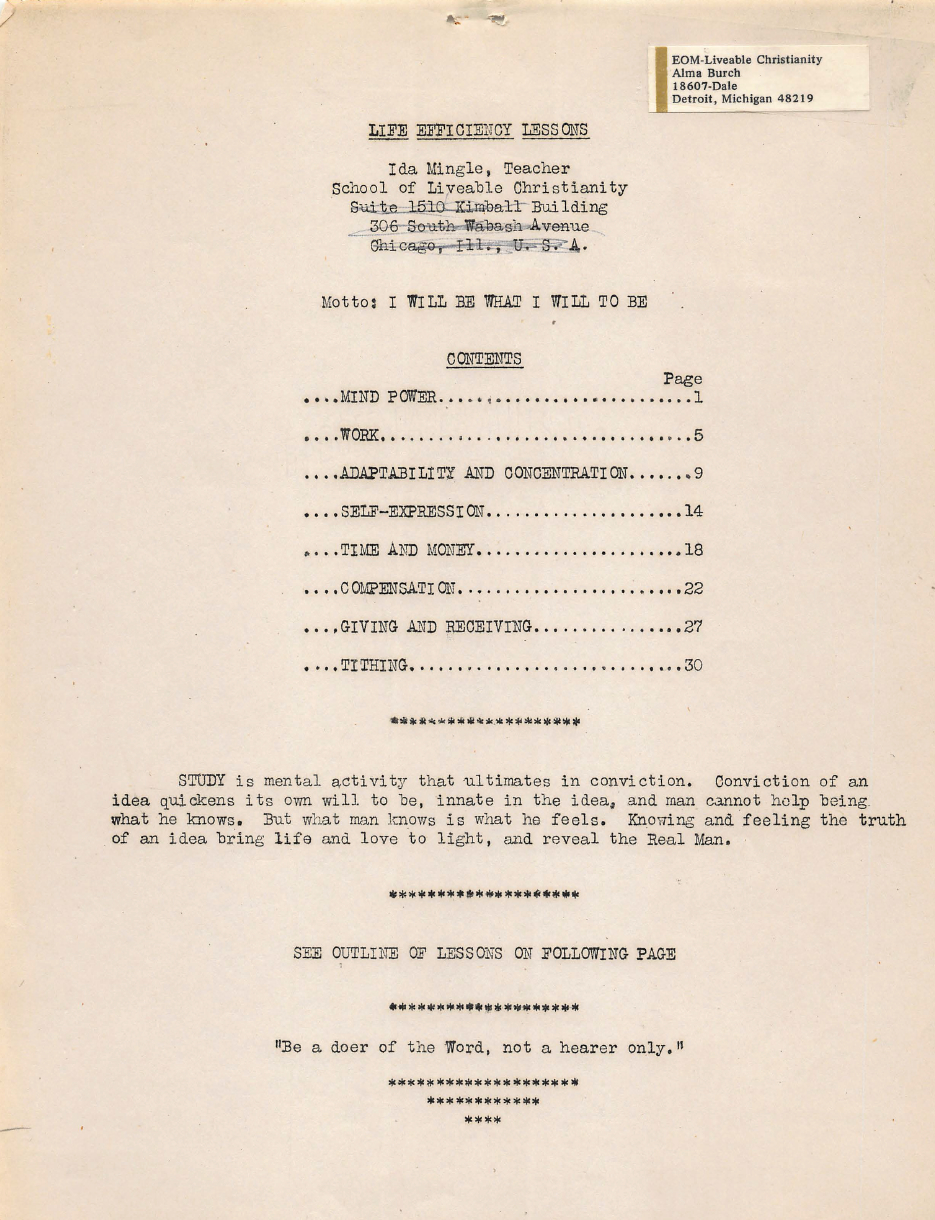 EOM-Liveable Christianity
Alma Burch
18607-Dale
Detroit, Michigan 48219
LIFE EFFICIENCY LESSONS
Ida Mingle, Teacher
School of Liveable Christianity
Suite 1510 Kimball Building
306 South Wabash Avenue
Chicago, Ill., U. S. A.
Motto: I WILL BE WHAT I WILL TO BE
CONTENTS
Page
....MIND POWER...........................1
....WORK.................................5
....ADAPTABILITY AND CONCENTRATION.......9
....SELF-EXPRESSION.....................14
....TIME AND MONEY......................18
....COMPENSATION........................22
....GIVING AND RECEIVING................27
....TITHING.............................30
********************
STUDY is mental activity that ultimates in conviction. Conviction of an
idea quickens its own will to be, innate in the idea, and man cannot help being
what he knows. But what man knows is what he feels. Knowing and feeling the truth
of an idea bring life and love to light, and reveal the Real Man.
********************
SEE OUTLINE OF LESSONS ON FOLLOWING PAGE
********************
"Be a doer of the Word, not a hearer only."
********************
************
****